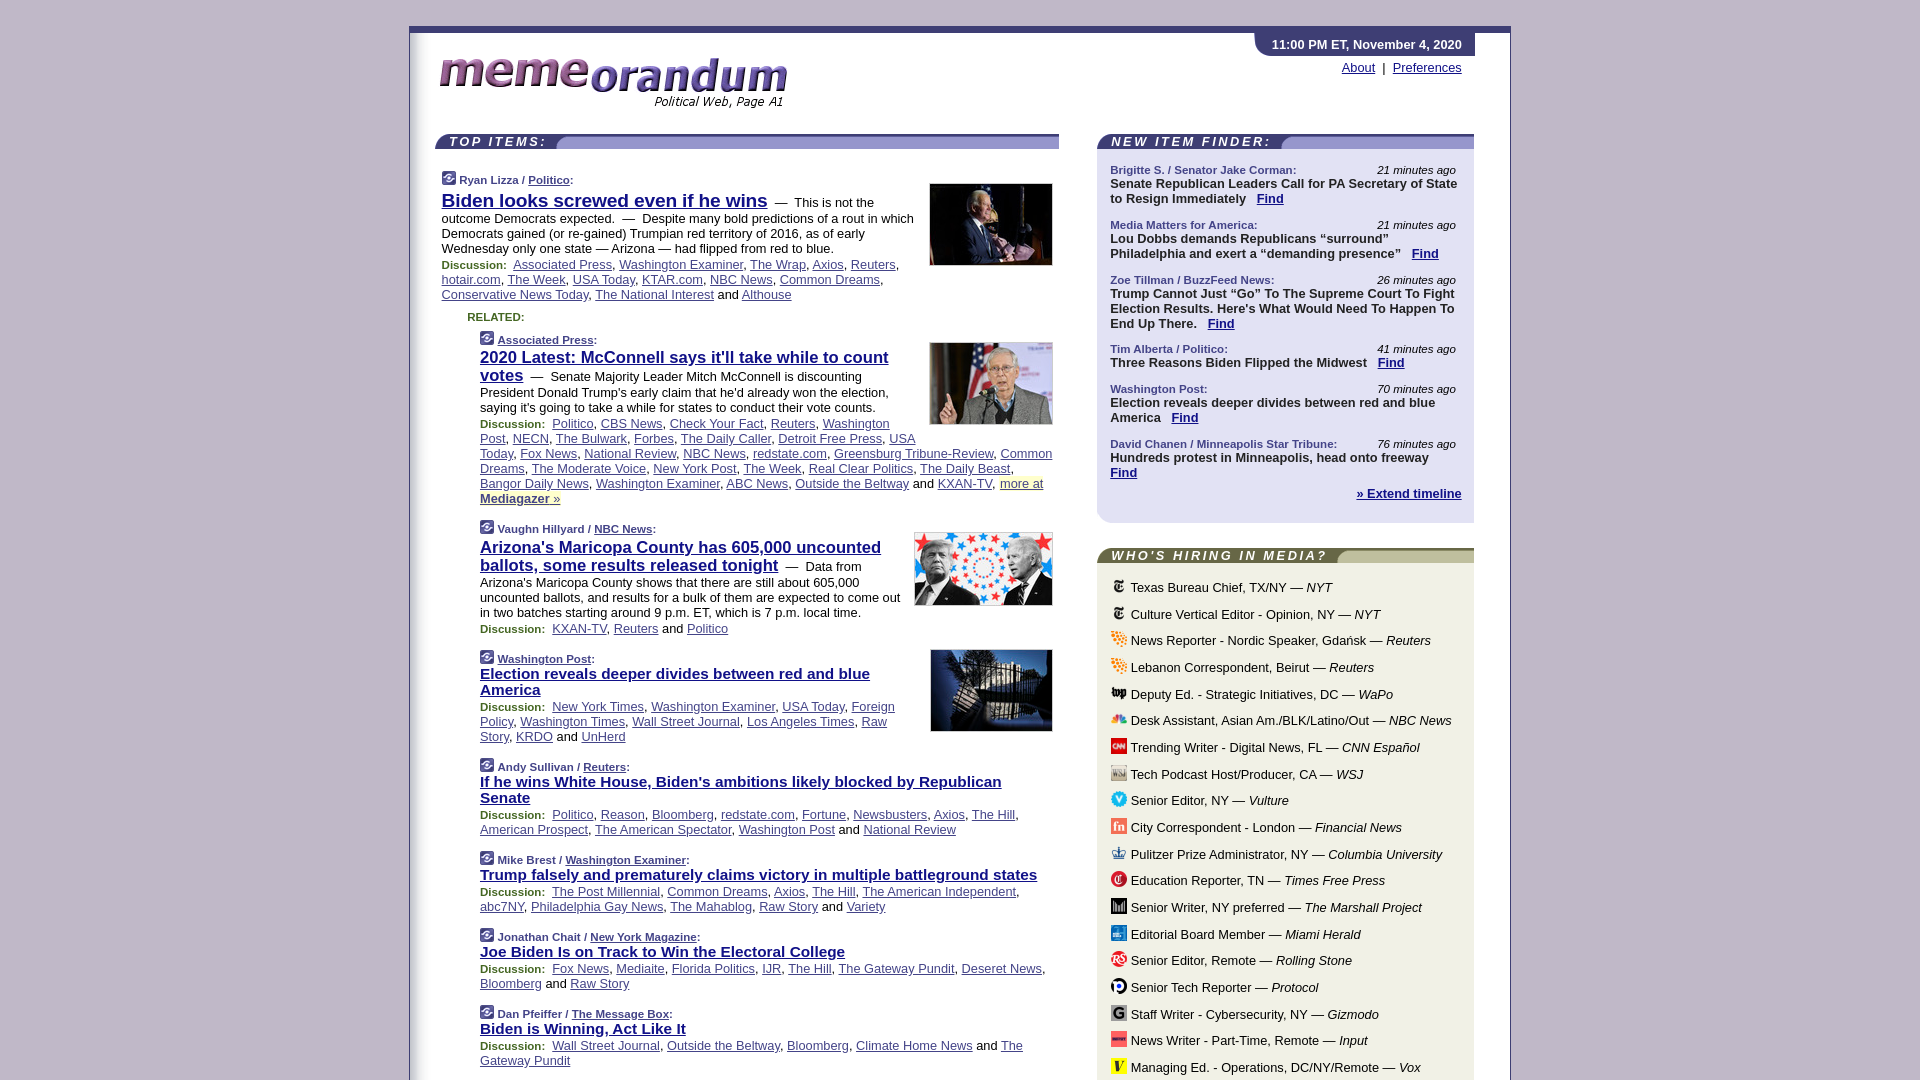 11:00 PM ET, November 4, 2020
About | Preferences
memeorandum
Political Web, Page A1
TOP ITEMS:
Ryan Lizza / Politico:
Biden looks screwed even if he wins — This is not the
outcome Democrats expected. — Despite many bold predictions of a rout in which
Democrats gained (or re-gained) Trumpian red territory of 2016, as of early
Wednesday only one state — Arizona — had flipped from red to blue.
Discussion: Associated Press, Washington Examiner, The Wrap, Axios, Reuters,
hotair.com, The Week, USA Today, KTAR.com, NBC News, Common Dreams,
Conservative News Today, The National Interest and Althouse
RELATED:
Associated Press:
2020 Latest: McConnell says it'll take while to count
votes — Senate Majority Leader Mitch McConnell is discounting
President Donald Trump's early claim that he'd already won the election,
saying it's going to take a while for states to conduct their vote counts.
Discussion: Politico, CBS News, Check Your Fact, Reuters, Washington
Post, NECN, The Bulwark, Forbes, The Daily Caller, Detroit Free Press, USA
Today, Fox News, National Review, NBC News, redstate.com, Greensburg Tribune-Review, Common
Dreams, The Moderate Voice, New York Post, The Week, Real Clear Politics, The Daily Beast,
Bangor Daily News, Washington Examiner, ABC News, Outside the Beltway and KXAN-TV, more at
Mediagazer »
Vaughn Hillyard / NBC News:
Arizona's Maricopa County has 605,000 uncounted
ballots, some results released tonight — Data from
Arizona's Maricopa County shows that there are still about 605,000
uncounted ballots, and results for a bulk of them are expected to come out
in two batches starting around 9 p.m. ET, which is 7 p.m. local time.
Discussion: KXAN-TV, Reuters and Politico
Washington Post:
Election reveals deeper divides between red and blue
America
Discussion: New York Times, Washington Examiner, USA Today, Foreign
Policy, Washington Times, Wall Street Journal, Los Angeles Times, Raw
Story, KRDO and UnHerd
Andy Sullivan / Reuters:
If he wins White House, Biden's ambitions likely blocked by Republican
Senate
Discussion: Politico, Reason, Bloomberg, redstate.com, Fortune, Newsbusters, Axios, The Hill,
American Prospect, The American Spectator, Washington Post and National Review
Mike Brest / Washington Examiner:
Trump falsely and prematurely claims victory in multiple battleground states
Discussion: The Post Millennial, Common Dreams, Axios, The Hill, The American Independent,
abc7NY, Philadelphia Gay News, The Mahablog, Raw Story and Variety
Jonathan Chait / New York Magazine:
Joe Biden Is on Track to Win the Electoral College
Discussion: Fox News, Mediaite, Florida Politics, IJR, The Hill, The Gateway Pundit, Deseret News,
Bloomberg and Raw Story
Dan Pfeiffer / The Message Box:
Biden is Winning, Act Like It
Discussion: Wall Street Journal, Outside the Beltway, Bloomberg, Climate Home News and The
Gateway Pundit
NEW ITEM FINDER:
Brigitte S. / Senator Jake Corman: 21 minutes ago
Senate Republican Leaders Call for PA Secretary of State
to Resign Immediately Find
Media Matters for America: 21 minutes ago
Lou Dobbs demands Republicans “surround”
Philadelphia and exert a “demanding presence” Find
Zoe Tillman / BuzzFeed News: 26 minutes ago
Trump Cannot Just “Go” To The Supreme Court To Fight
Election Results. Here's What Would Need To Happen To
End Up There. Find
Tim Alberta / Politico: 41 minutes ago
Three Reasons Biden Flipped the Midwest Find
Washington Post: 70 minutes ago
Election reveals deeper divides between red and blue
America Find
David Chanen / Minneapolis Star Tribune: 76 minutes ago
Hundreds protest in Minneapolis, head onto freeway
Find
» Extend timeline
WHO'S HIRING IN MEDIA?
Texas Bureau Chief, TX/NY — NYT
Culture Vertical Editor - Opinion, NY — NYT
News Reporter - Nordic Speaker, Gdańsk — Reuters
Lebanon Correspondent, Beirut — Reuters
Deputy Ed. - Strategic Initiatives, DC — WaPo
Desk Assistant, Asian Am./BLK/Latino/Out — NBC News
Trending Writer - Digital News, FL — CNN Español
Tech Podcast Host/Producer, CA — WSJ
Senior Editor, NY — Vulture
City Correspondent - London — Financial News
Pulitzer Prize Administrator, NY — Columbia University
Education Reporter, TN — Times Free Press
Senior Writer, NY preferred — The Marshall Project
Editorial Board Member — Miami Herald
Senior Editor, Remote — Rolling Stone
Senior Tech Reporter — Protocol
Staff Writer - Cybersecurity, NY — Gizmodo
News Writer - Part-Time, Remote — Input
Managing Ed. - Operations, DC/NY/Remote — Vox